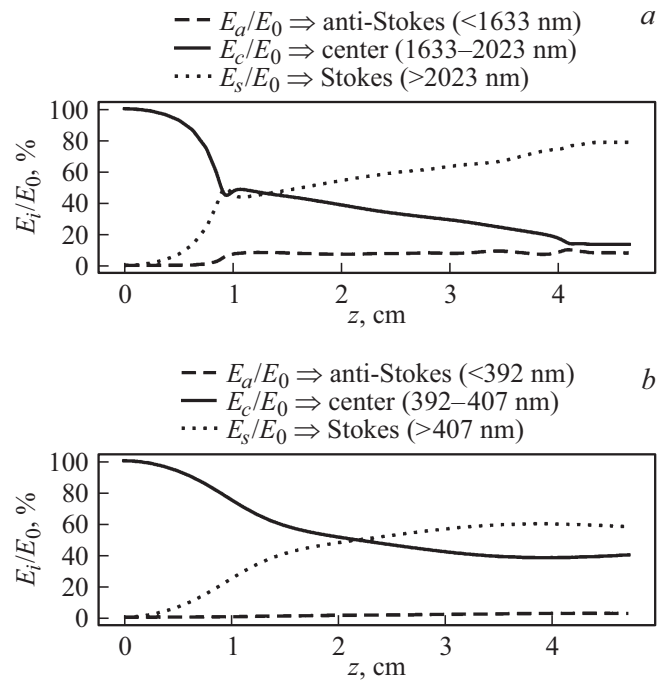 a
E_a/E_0 ⇒ anti-Stokes (<1633 nm)
E_c/E_0 ⇒ center (1633–2023 nm)
E_s/E_0 ⇒ Stokes (>2023 nm)
E_i/E_0, %
100
80
60
40
20
0
0 1 2 3 4
z, cm
b
E_a/E_0 ⇒ anti-Stokes (<392 nm)
E_c/E_0 ⇒ center (392–407 nm)
E_s/E_0 ⇒ Stokes (>407 nm)
E_i/E_0, %
100
80
60
40
20
0
0 1 2 3 4
z, cm